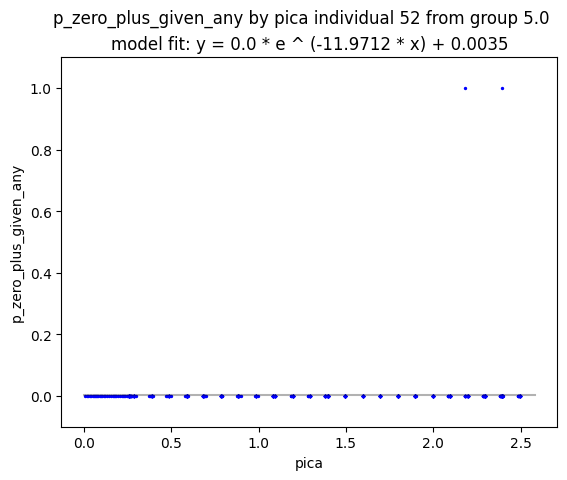 p_zero_plus_given_any by pica individual 52 from group 5.0
model fit: y = 0.0 * e ^ (-11.9712 * x) + 0.0035
1.0
0.8
0.6
0.4
0.2
0.0
p_zero_plus_given_any
0.0 0.5 1.0 1.5 2.0 2.5
pica